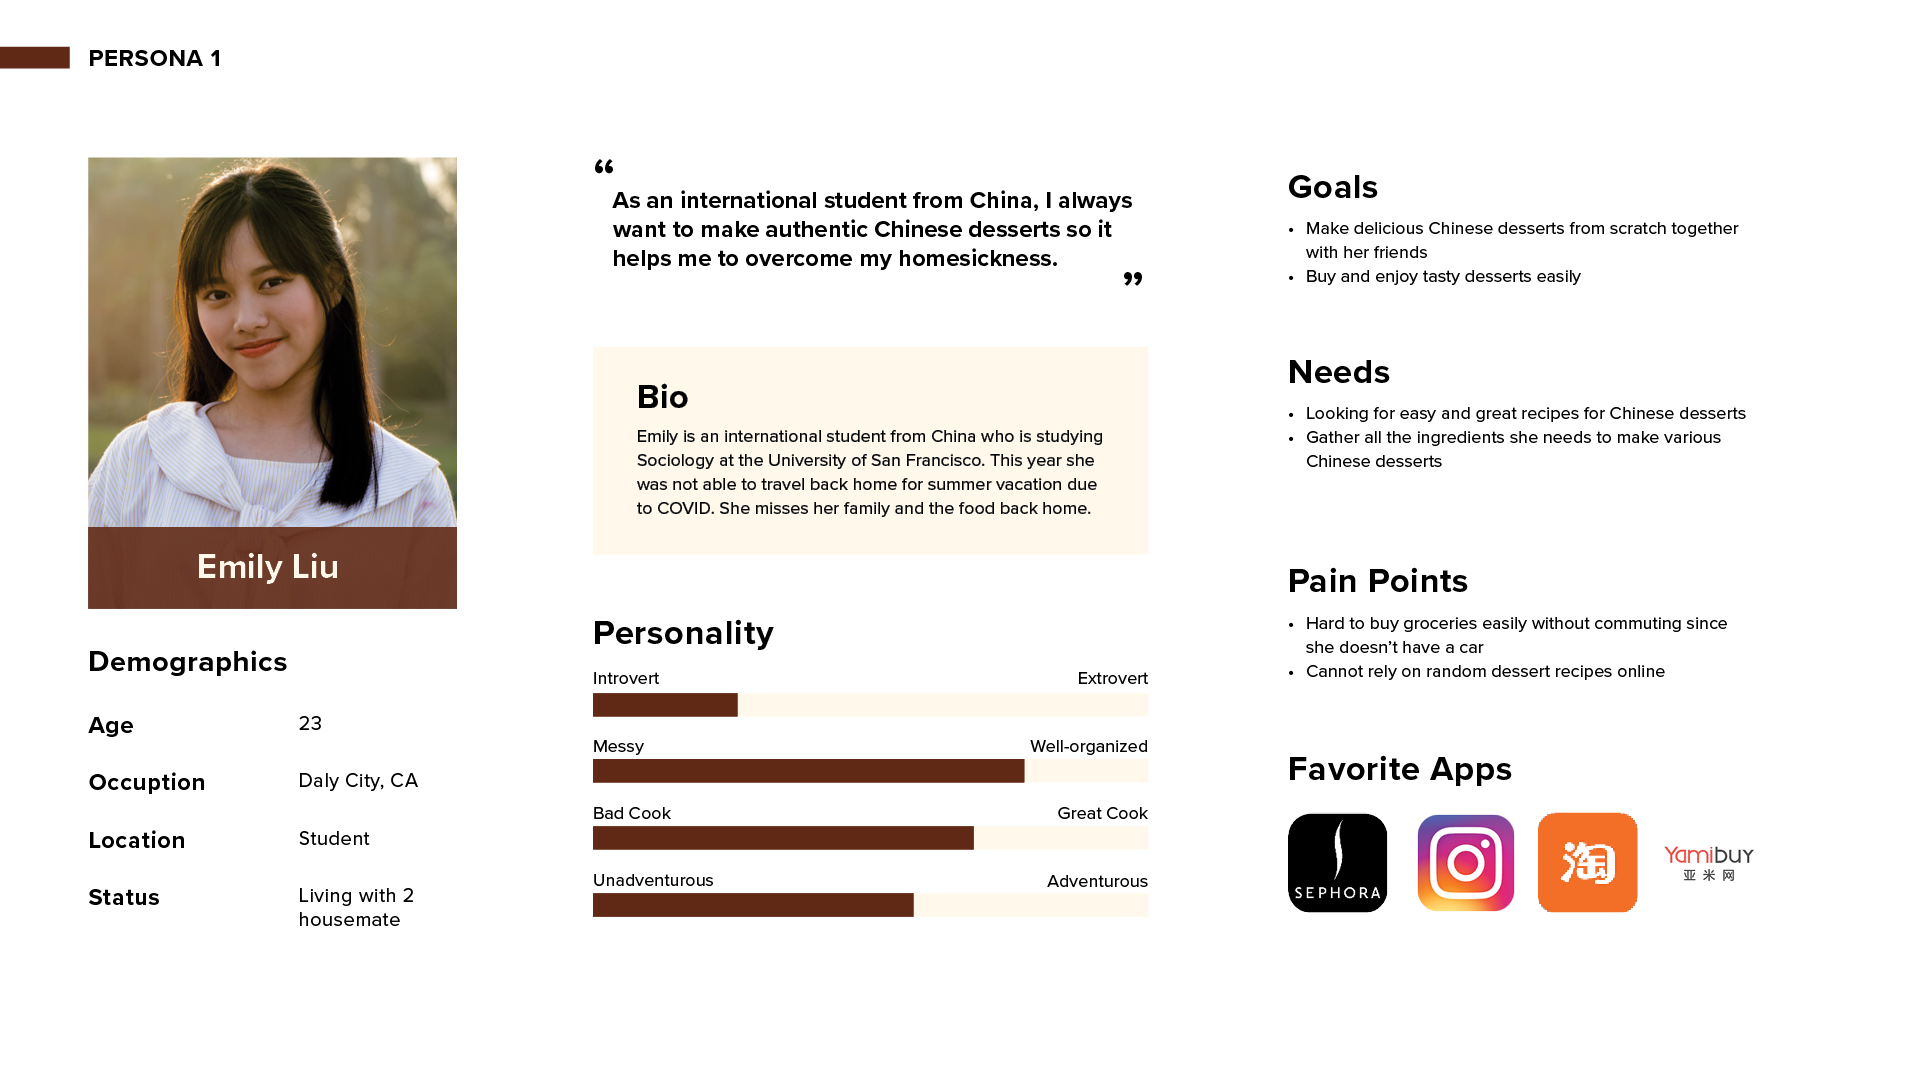 PERSONA 1
Emily Liu
Demographics
Age 23
Occuption Daly City, CA
Location Student
Status Living with 2
housemate
“
As an international student from China, I always
want to make authentic Chinese desserts so it
helps me to overcome my homesickness.
”
Bio
Emily is an international student from China who is studying
Sociology at the University of San Francisco. This year she
was not able to travel back home for summer vacation due
to COVID. She misses her family and the food back home.
Personality
Introvert Extrovert
Messy Well-organized
Bad Cook Great Cook
Unadventurous Adventurous
Goals
• Make delicious Chinese desserts from scratch together
with her friends
• Buy and enjoy tasty desserts easily
Needs
• Looking for easy and great recipes for Chinese desserts
• Gather all the ingredients she needs to make various
Chinese desserts
Pain Points
• Hard to buy groceries easily without commuting since
she doesn’t have a car
• Cannot rely on random dessert recipes online
Favorite Apps
SEPHORA
淘
Yamibuy
亚米网